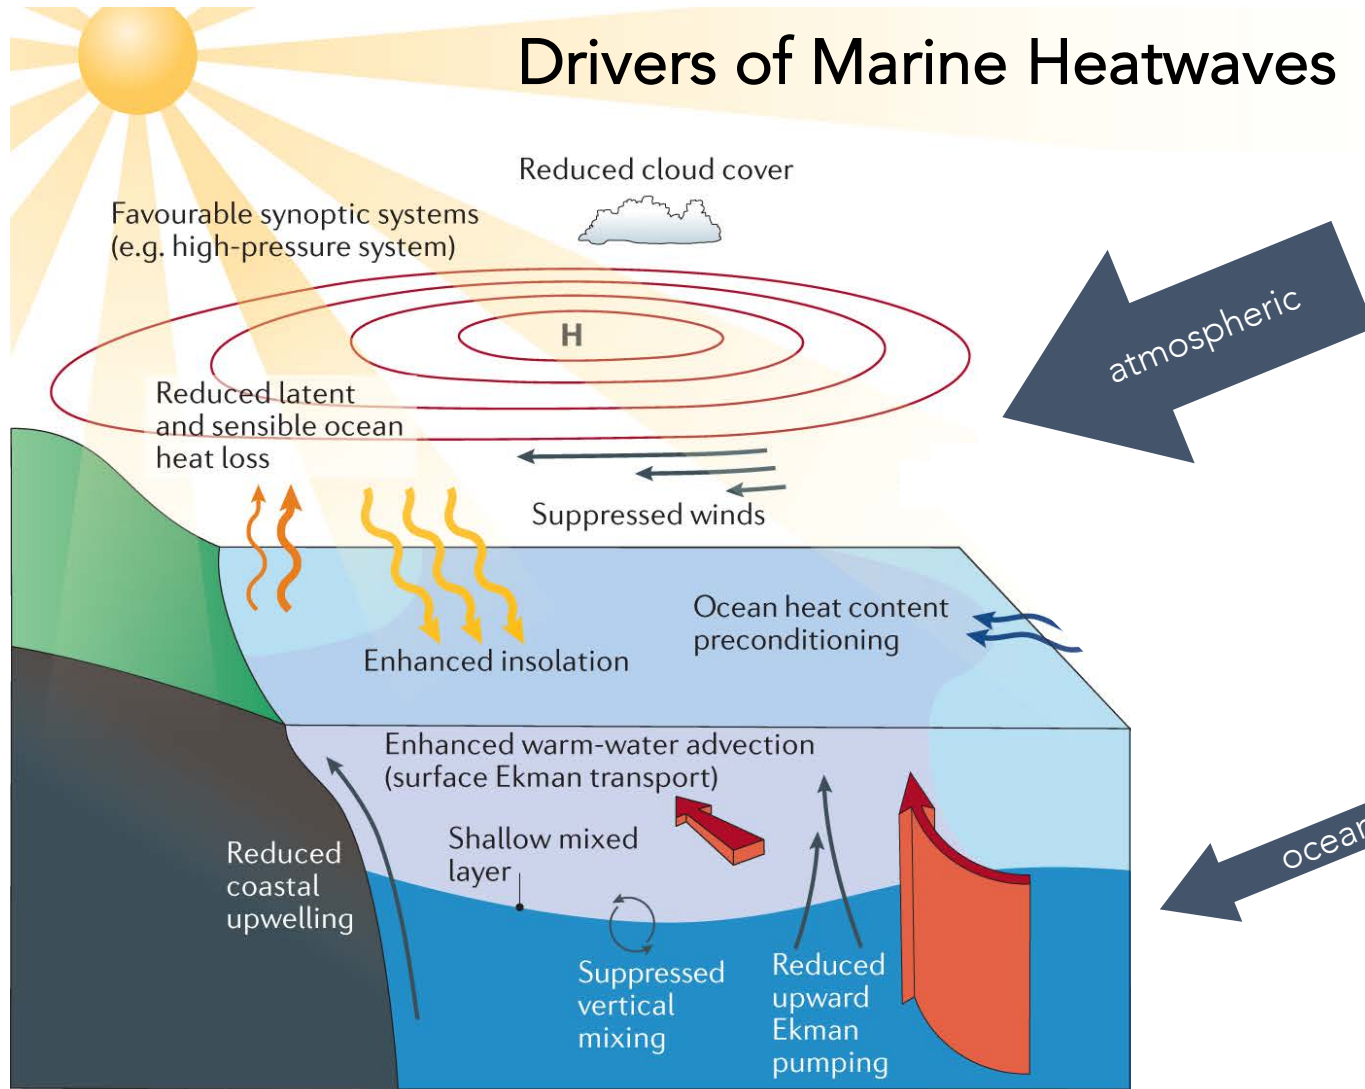 Drivers of Marine Heatwaves
Reduced cloud cover
Favourable synoptic systems
(e.g. high-pressure system)
H
atmospheric
Reduced latent
and sensible ocean
heat loss
Suppressed winds
Ocean heat content
preconditioning
Enhanced insolation
Enhanced warm-water advection
(surface Ekman transport)
Shallow mixed
layer
Reduced
coastal
upwelling
Suppressed
vertical
mixing
Reduced
upward
Ekman
pumping